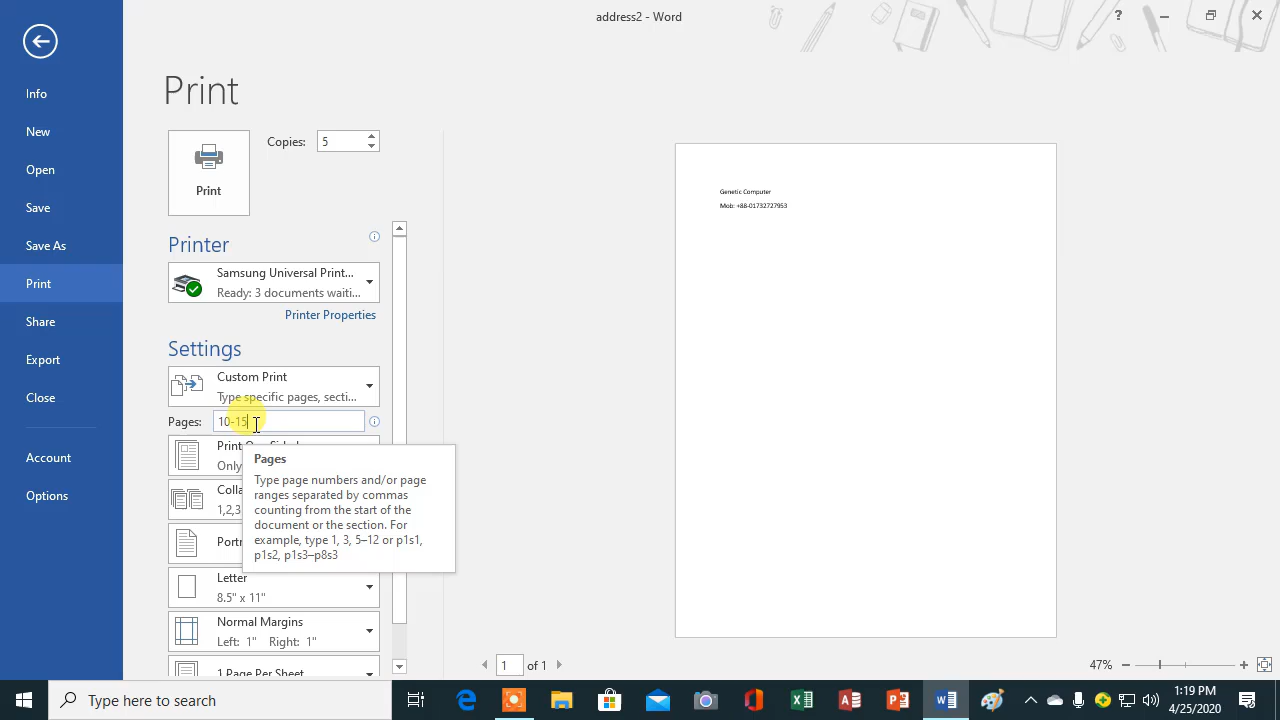 address2 - Word
?
Info
New
Open
Save
Save As
Print
Share
Export
Close
Account
Options
Print
Print
Copies:
5
Printer
Samsung Universal Print...
Ready: 3 documents waiti...
Printer Properties
Settings
Custom Print
Type specific pages, secti...
Pages:
10-15
Print One Sided
Only
Colla
1,2,3
Portr
Pages
Type page numbers and/or page
ranges separated by commas
counting from the start of the
document or the section. For
example, type 1, 3, 5–12 or p1s1,
p1s2, p1s3–p8s3
Letter
8.5" x 11"
Normal Margins
Left: 1" Right: 1"
1 Page Per Sheet
Genetic Computer
Mob: +88-01732727953
1 of 1
47%
Type here to search
1:19 PM
4/25/2020